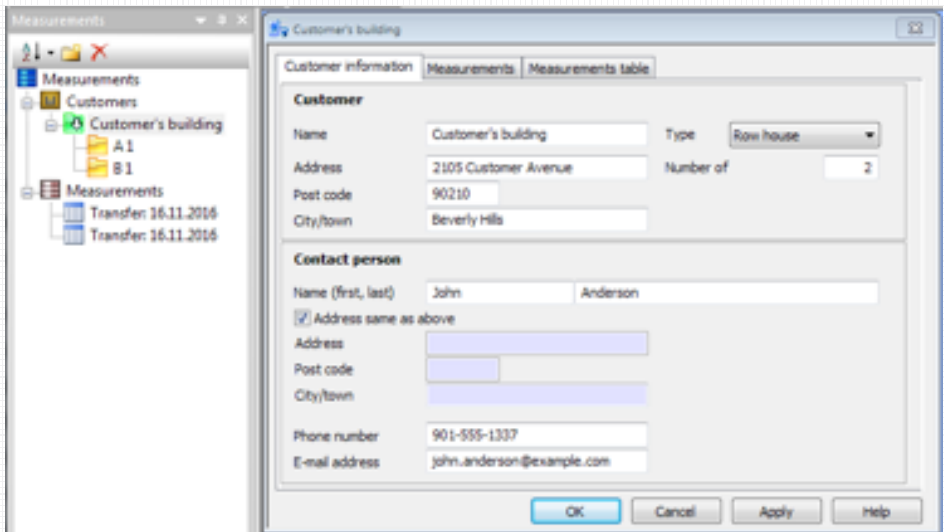 Measurements
Measurements
Customers
Customer's building
A 1
B 1
Measurements
Transfer: 16.11.2016
Transfer: 16.11.2016
Customer's building
Customer information Measurements Measurements table
Customer
Name Customer's building Type Row house
Address 2105 Customer Avenue Number of 2
Post code 90210
City/town Beverly Hills
Contact person
Name (first, last) John Anderson
Address same as above
Address
Post code
City/town
Phone number 901-555-1337
E-mail address john.anderson@example.com
OK Cancel Apply Help